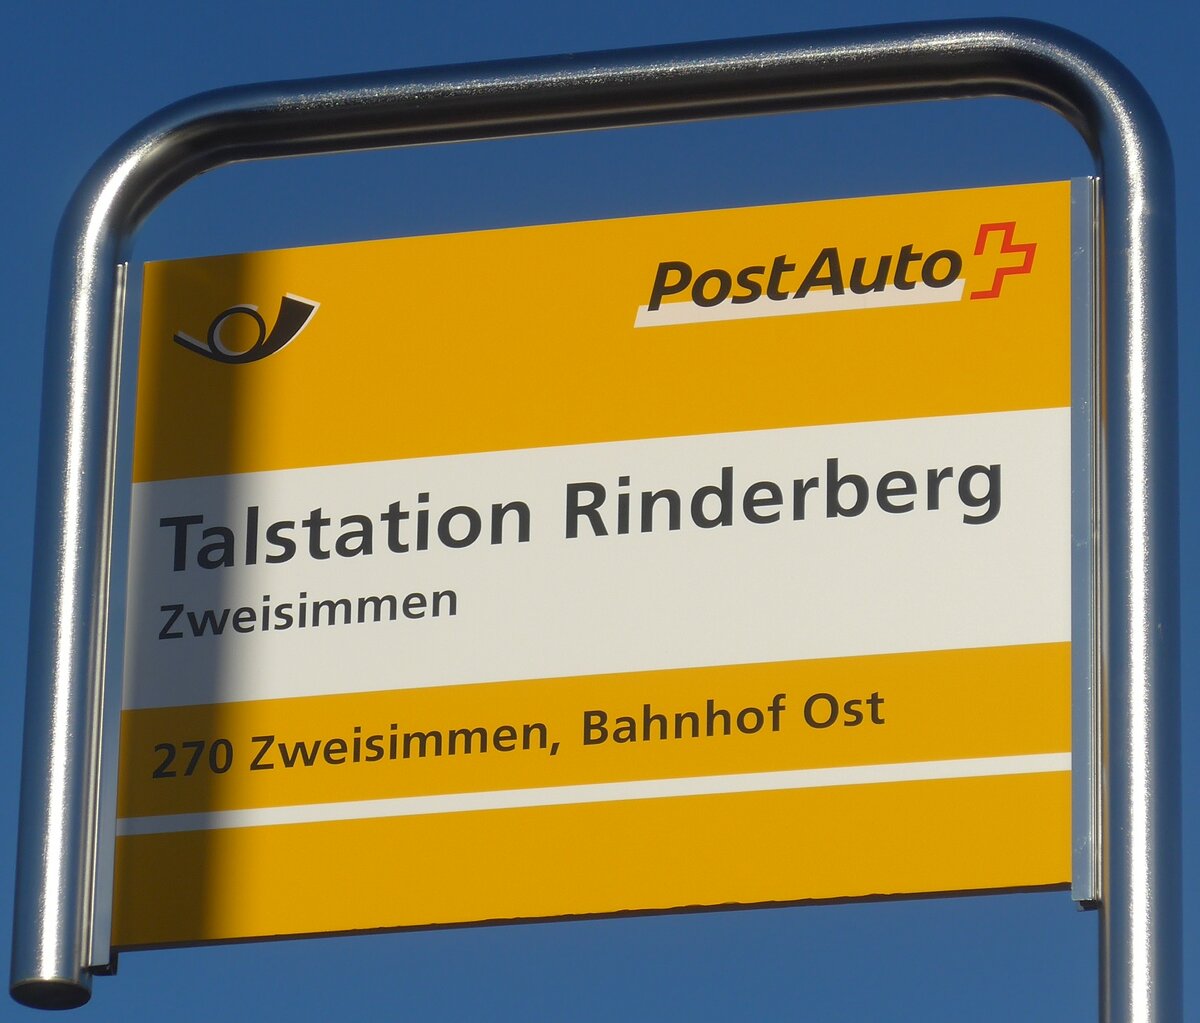 PostAuto
Talstation Rinderberg
Zweisimmen
270 Zweisimmen, Bahnhof Ost